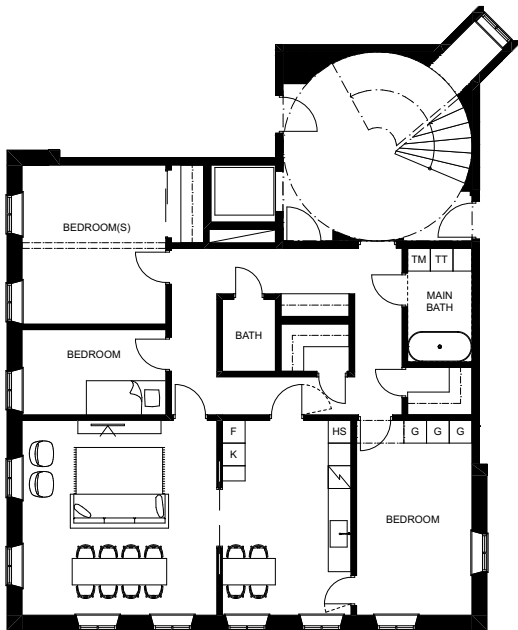 BEDROOM(S)
TM TT
MAIN
BATH
BATH
BEDROOM
F
K
HS
G G G
BEDROOM